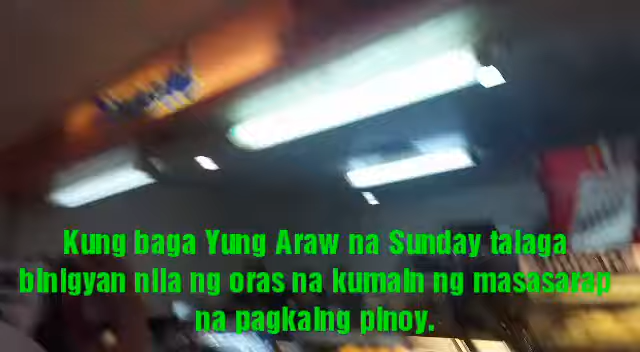 Kung baga Yung Araw na Sunday talaga
binigyan nila ng oras na kumain ng masasarap
na pagkaing pinoy.